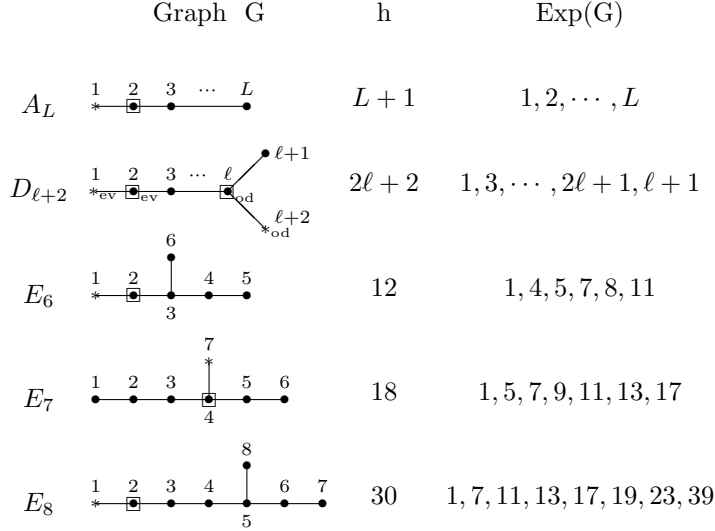 Graph G h Exp(G)
1 2 3 ··· L
A_L * L + 1 1, 2, ··· , L
ℓ+1
1 2 3 ··· ℓ
D_{ℓ+2} *ev ev od 2ℓ + 2 1, 3, ··· , 2ℓ + 1, ℓ + 1
ℓ+2
*od
6
1 2 4 5
E_6 * 12 1, 4, 5, 7, 8, 11
3
7
*
1 2 3 5 6
E_7 18 1, 5, 7, 9, 11, 13, 17
4
8
1 2 3 4 6 7
E_8 * 30 1, 7, 11, 13, 17, 19, 23, 39
5